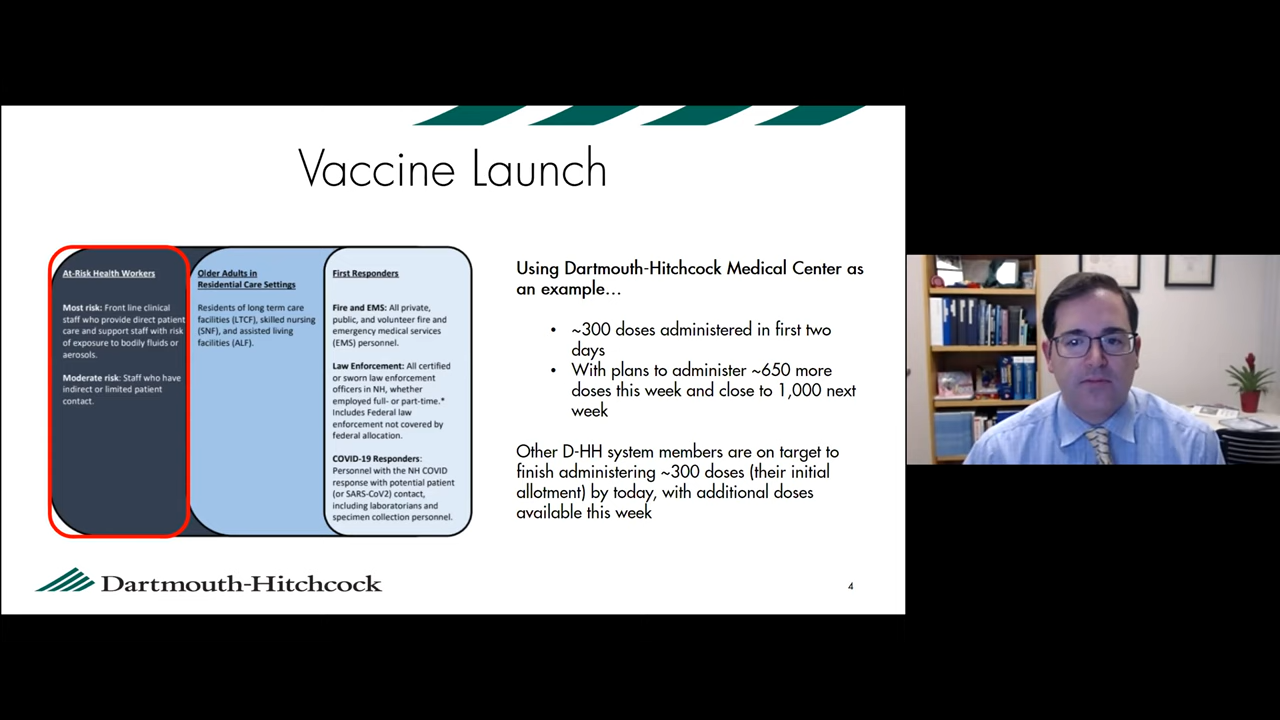 Vaccine Launch
At-Risk Health Workers
Most risk: Front line clinical
staff who provide direct patient
care and support staff with risk
of exposure to bodily fluids or
aerosols.
Moderate risk: Staff who have
indirect or limited patient
contact.
Older Adults in
Residential Care Settings
Residents of long term care
facilities (LTCF), skilled nursing
(SNF), and assisted living
facilities (ALF).
First Responders
Fire and EMS: All private,
public, and volunteer fire and
emergency medical services
(EMS) personnel.
Law Enforcement: All certified
or sworn law enforcement
officers in NH, whether
employed full- or part-time.*
Includes Federal law
enforcement not covered by
federal allocation.
COVID-19 Responders:
Personnel with the NH COVID
response with potential patient
(or SARS-CoV2) contact,
including laboratorians and
specimen collection personnel.
Using Dartmouth-Hitchcock Medical Center as
an example…
• ~300 doses administered in first two
days
• With plans to administer ~650 more
doses this week and close to 1,000 next
week
Other D-HH system members are on target to
finish administering ~300 doses (their initial
allotment) by today, with additional doses
available this week
Dartmouth-Hitchcock
4